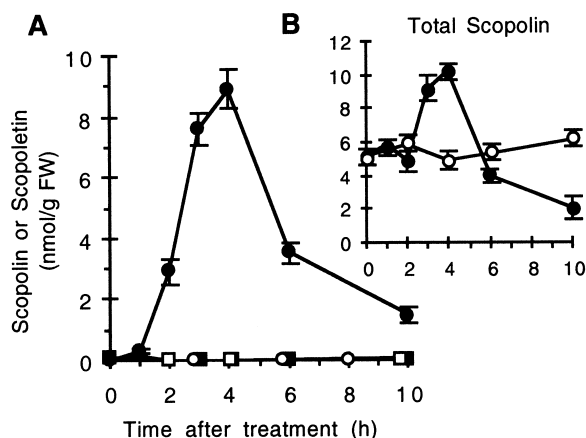 A
B
Total Scopolin
Scopolin or Scopoletin
(nmol/g FW)
10
8
6
4
2
0
0 2 4 6 8 10
Time after treatment (h)
12
10
8
6
4
2
0
0 2 4 6 8 10